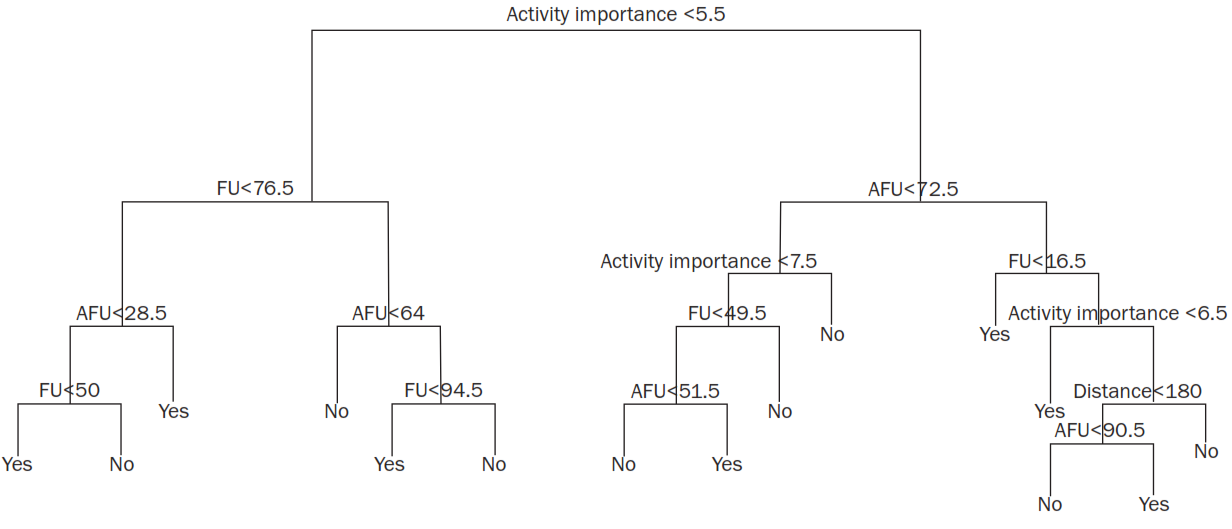 Activity importance <5.5
FU<76.5
AFU<72.5
Activity importance <7.5
FU<16.5
AFU<28.5
AFU<64
FU<49.5
Activity importance <6.5
No
Yes
FU<50
FU<94.5
AFU<51.5
Distance<180
Yes
No
No
Yes
AFU<90.5
No
Yes
No
Yes
No
No
Yes
No
Yes